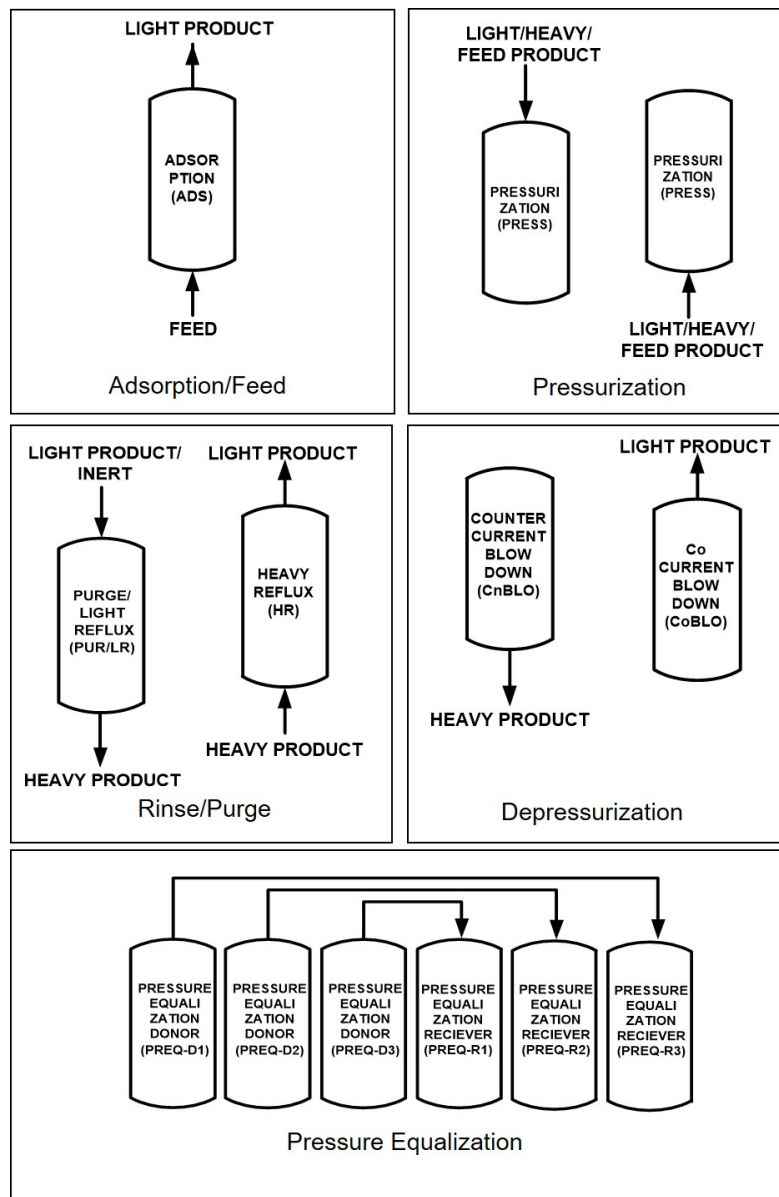 LIGHT PRODUCT
ADSOR
PTION
(ADS)
FEED
Adsorption/Feed
LIGHT/HEAVY/
FEED PRODUCT
PRESSURI
ZATION
(PRESS)
PRESSURI
ZATION
(PRESS)
LIGHT/HEAVY/
FEED PRODUCT
Pressurization
LIGHT PRODUCT/
INERT
PURGE/
LIGHT
REFLUX
(PUR/LR)
HEAVY PRODUCT
LIGHT PRODUCT
HEAVY
REFLUX
(HR)
HEAVY PRODUCT
Rinse/Purge
COUNTER
CURRENT
BLOW
DOWN
(CnBLO)
HEAVY PRODUCT
LIGHT PRODUCT
Co
CURRENT
BLOW
DOWN
(CoBLO)
Depressurization
PRESSURE
EQUALI
ZATION
DONOR
(PREQ-D1)
PRESSURE
EQUALI
ZATION
DONOR
(PREQ-D2)
PRESSURE
EQUALI
ZATION
DONOR
(PREQ-D3)
PRESSURE
EQUALI
ZATION
RECIEVER
(PREQ-R1)
PRESSURE
EQUALI
ZATION
RECIEVER
(PREQ-R2)
PRESSURE
EQUALI
ZATION
RECIEVER
(PREQ-R3)
Pressure Equalization